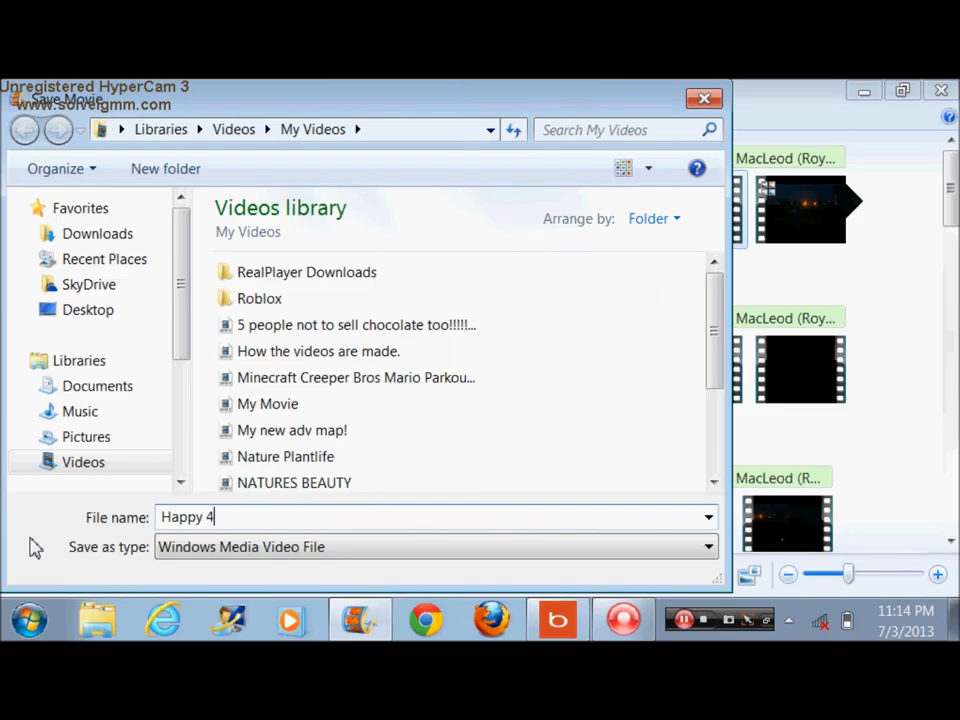 Unregistered HyperCam 3
Save Movie
www.solveigmm.com
Libraries
Videos
My Videos
Search My Videos
Organize
New folder
Favorites
Downloads
Recent Places
SkyDrive
Desktop
Libraries
Documents
Music
Pictures
Videos
Videos library
My Videos
Arrange by: Folder
RealPlayer Downloads
Roblox
5 people not to sell chocolate too!!!!!...
How the videos are made.
Minecraft Creeper Bros Mario Parkou...
My Movie
My new adv map!
Nature Plantlife
NATURES BEAUTY
File name: Happy 4
Save as type: Windows Media Video File
MacLeod (Roy...
MacLeod (Roy...
MacLeod (R...
11:14 PM
7/3/2013